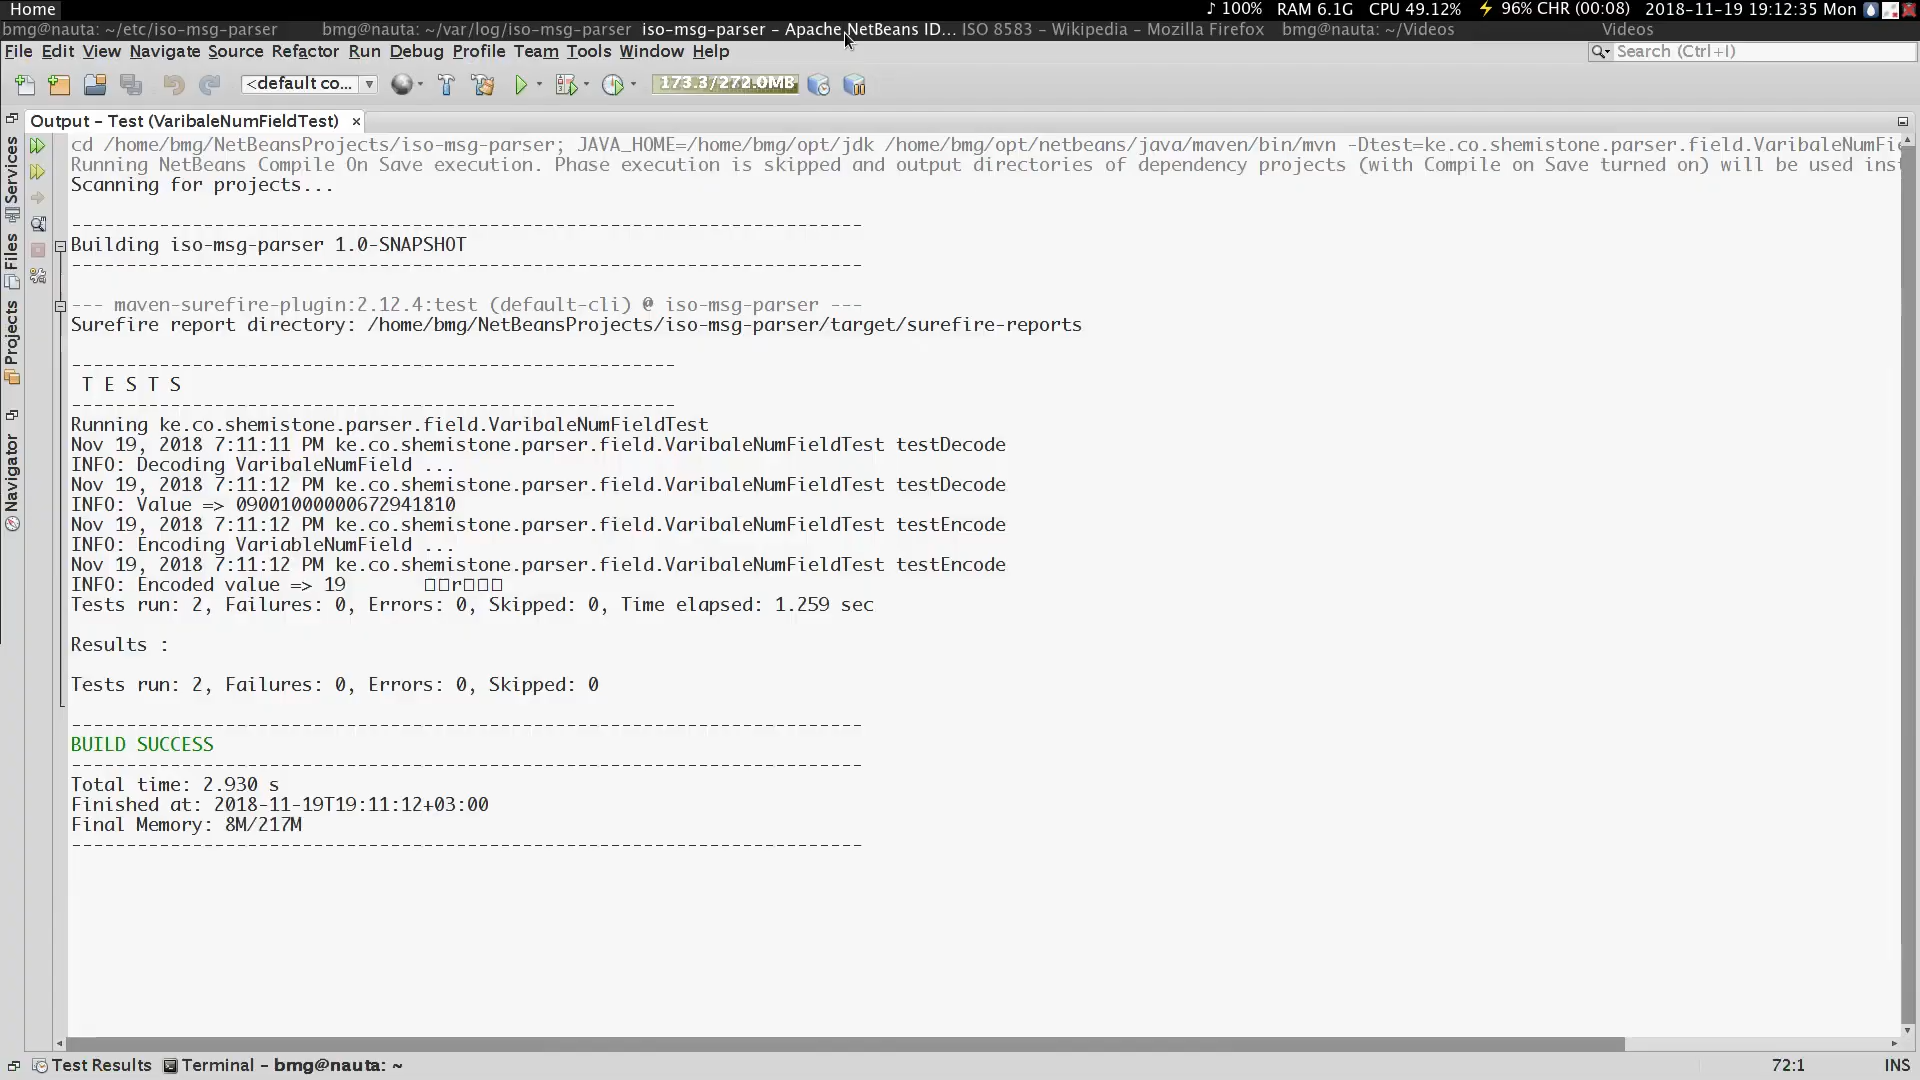 Home
♪ 100% RAM 6.1G CPU 49.12% ⚡ 96% CHR (00:08) 2018-11-19 19:12:35 Mon
bmg@nauta: ~/etc/iso-msg-parser bmg@nauta: ~/var/log/iso-msg-parser iso-msg-parser – Apache NetBeans ID... ISO 8583 – Wikipedia – Mozilla Firefox bmg@nauta: ~/Videos Videos
File Edit View Navigate Source Refactor Run Debug Profile Team Tools Window Help
Search (Ctrl+I)
<default co...
173.3/272.0MB
Output – Test (VaribaleNumFieldTest) ×
Services
Files
Projects
Navigator
cd /home/bmg/NetBeansProjects/iso-msg-parser; JAVA_HOME=/home/bmg/opt/jdk /home/bmg/opt/netbeans/java/maven/bin/mvn -Dtest=ke.co.shemistone.parser.field.VaribaleNumFie
Running NetBeans Compile On Save execution. Phase execution is skipped and output directories of dependency projects (with Compile on Save turned on) will be used inst
Scanning for projects...
------------------------------------------------------------------------
Building iso-msg-parser 1.0-SNAPSHOT
------------------------------------------------------------------------
--- maven-surefire-plugin:2.12.4:test (default-cli) @ iso-msg-parser ---
Surefire report directory: /home/bmg/NetBeansProjects/iso-msg-parser/target/surefire-reports
-------------------------------------------------------
T E S T S
-------------------------------------------------------
Running ke.co.shemistone.parser.field.VaribaleNumFieldTest
Nov 19, 2018 7:11:11 PM ke.co.shemistone.parser.field.VaribaleNumFieldTest testDecode
INFO: Decoding VaribaleNumField ...
Nov 19, 2018 7:11:12 PM ke.co.shemistone.parser.field.VaribaleNumFieldTest testDecode
INFO: Value => 09001000000672941810
Nov 19, 2018 7:11:12 PM ke.co.shemistone.parser.field.VaribaleNumFieldTest testEncode
INFO: Encoding VariableNumField ...
Nov 19, 2018 7:11:12 PM ke.co.shemistone.parser.field.VaribaleNumFieldTest testEncode
INFO: Encoded value => 19 □□r□□□
Tests run: 2, Failures: 0, Errors: 0, Skipped: 0, Time elapsed: 1.259 sec
Results :
Tests run: 2, Failures: 0, Errors: 0, Skipped: 0
------------------------------------------------------------------------
BUILD SUCCESS
------------------------------------------------------------------------
Total time: 2.930 s
Finished at: 2018-11-19T19:11:12+03:00
Final Memory: 8M/217M
------------------------------------------------------------------------
Test Results Terminal – bmg@nauta: ~
72:1 INS